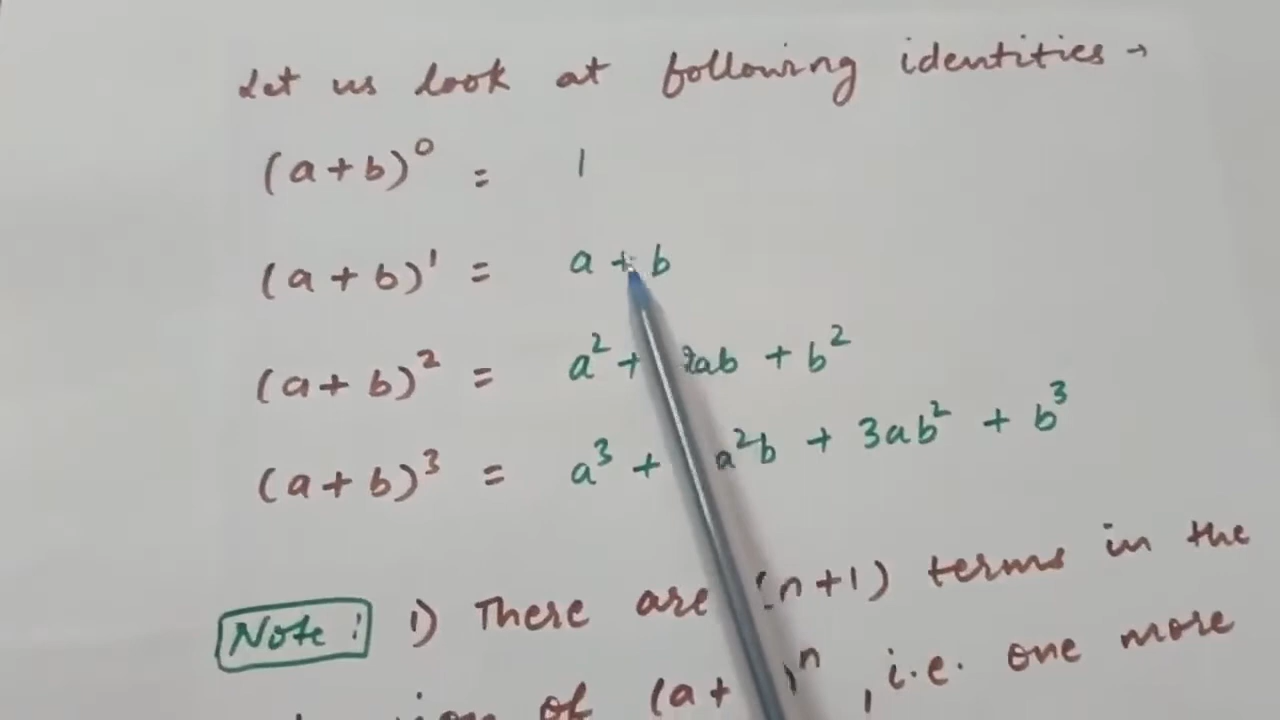 Let us look at following identities →
(a+b)⁰ = 1
(a+b)¹ = a + b
(a+b)² = a² + 2ab + b²
(a+b)³ = a³ + a²b + 3ab² + b³
Note: 1) There are (n+1) terms in the
of (a+ )ⁿ, i.e. one more